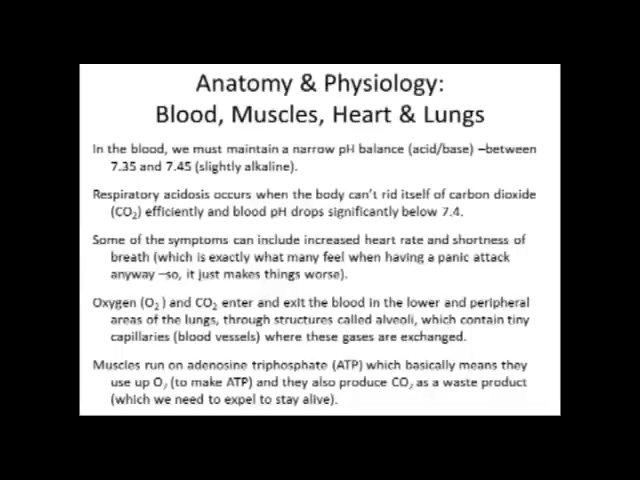 Anatomy & Physiology:
Blood, Muscles, Heart & Lungs
In the blood, we must maintain a narrow pH balance (acid/base) –between
7.35 and 7.45 (slightly alkaline).
Respiratory acidosis occurs when the body can't rid itself of carbon dioxide
(CO₂) efficiently and blood pH drops significantly below 7.4.
Some of the symptoms can include increased heart rate and shortness of
breath (which is exactly what many feel when having a panic attack
anyway –so, it just makes things worse).
Oxygen (O₂ ) and CO₂ enter and exit the blood in the lower and peripheral
areas of the lungs, through structures called alveoli, which contain tiny
capillaries (blood vessels) where these gases are exchanged.
Muscles run on adenosine triphosphate (ATP) which basically means they
use up O₂ (to make ATP) and they also produce CO₂ as a waste product
(which we need to expel to stay alive).